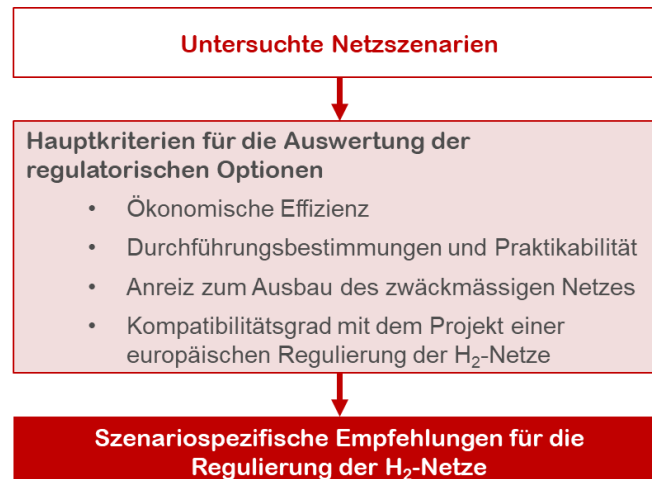 Untersuchte Netzszenarien
Hauptkriterien für die Auswertung der
regulatorischen Optionen
• Ökonomische Effizienz
• Durchführungsbestimmungen und Praktikabilität
• Anreiz zum Ausbau des zwäckmässigen Netzes
• Kompatibilitätsgrad mit dem Projekt einer
europäischen Regulierung der H₂-Netze
Szenariospezifische Empfehlungen für die
Regulierung der H₂-Netze